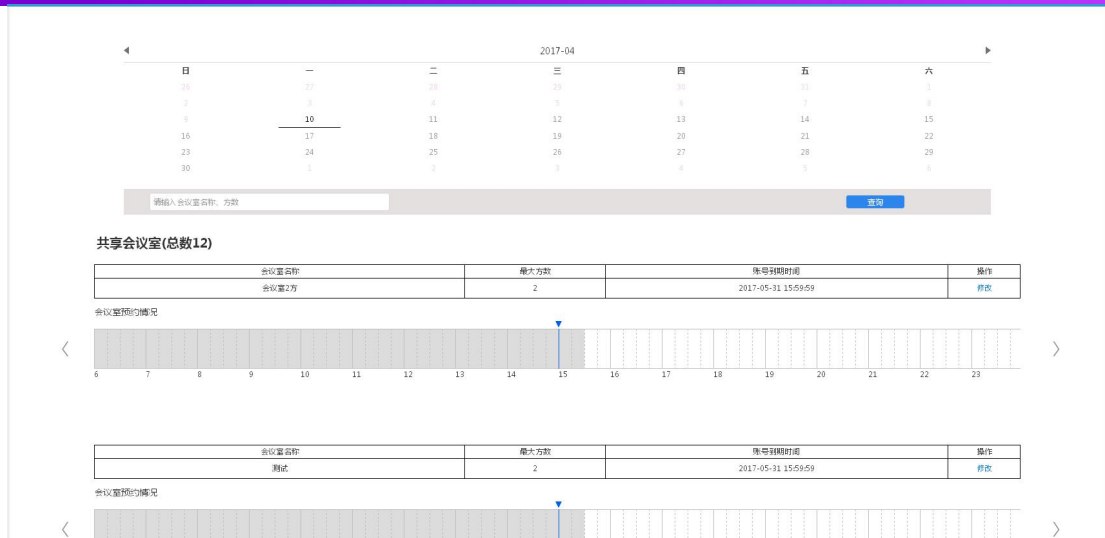 2017-04
日 一 二 三 四 五 六
26 27 28 29 30 31 1
2 3 4 5 6 7 8
9 10 11 12 13 14 15
16 17 18 19 20 21 22
23 24 25 26 27 28 29
30 1 2 3 4 5 6
请输入会议室名称、方数 查询
共享会议室(总数12)
会议室名称 最大方数 账号到期时间 操作
会议室2方 2 2017-05-31 15:59:59 修改
会议室预约情况
6 7 8 9 10 11 12 13 14 15 16 17 18 19 20 21 22 23
会议室名称 最大方数 账号到期时间 操作
测试 2 2017-05-31 15:59:59 修改
会议室预约情况